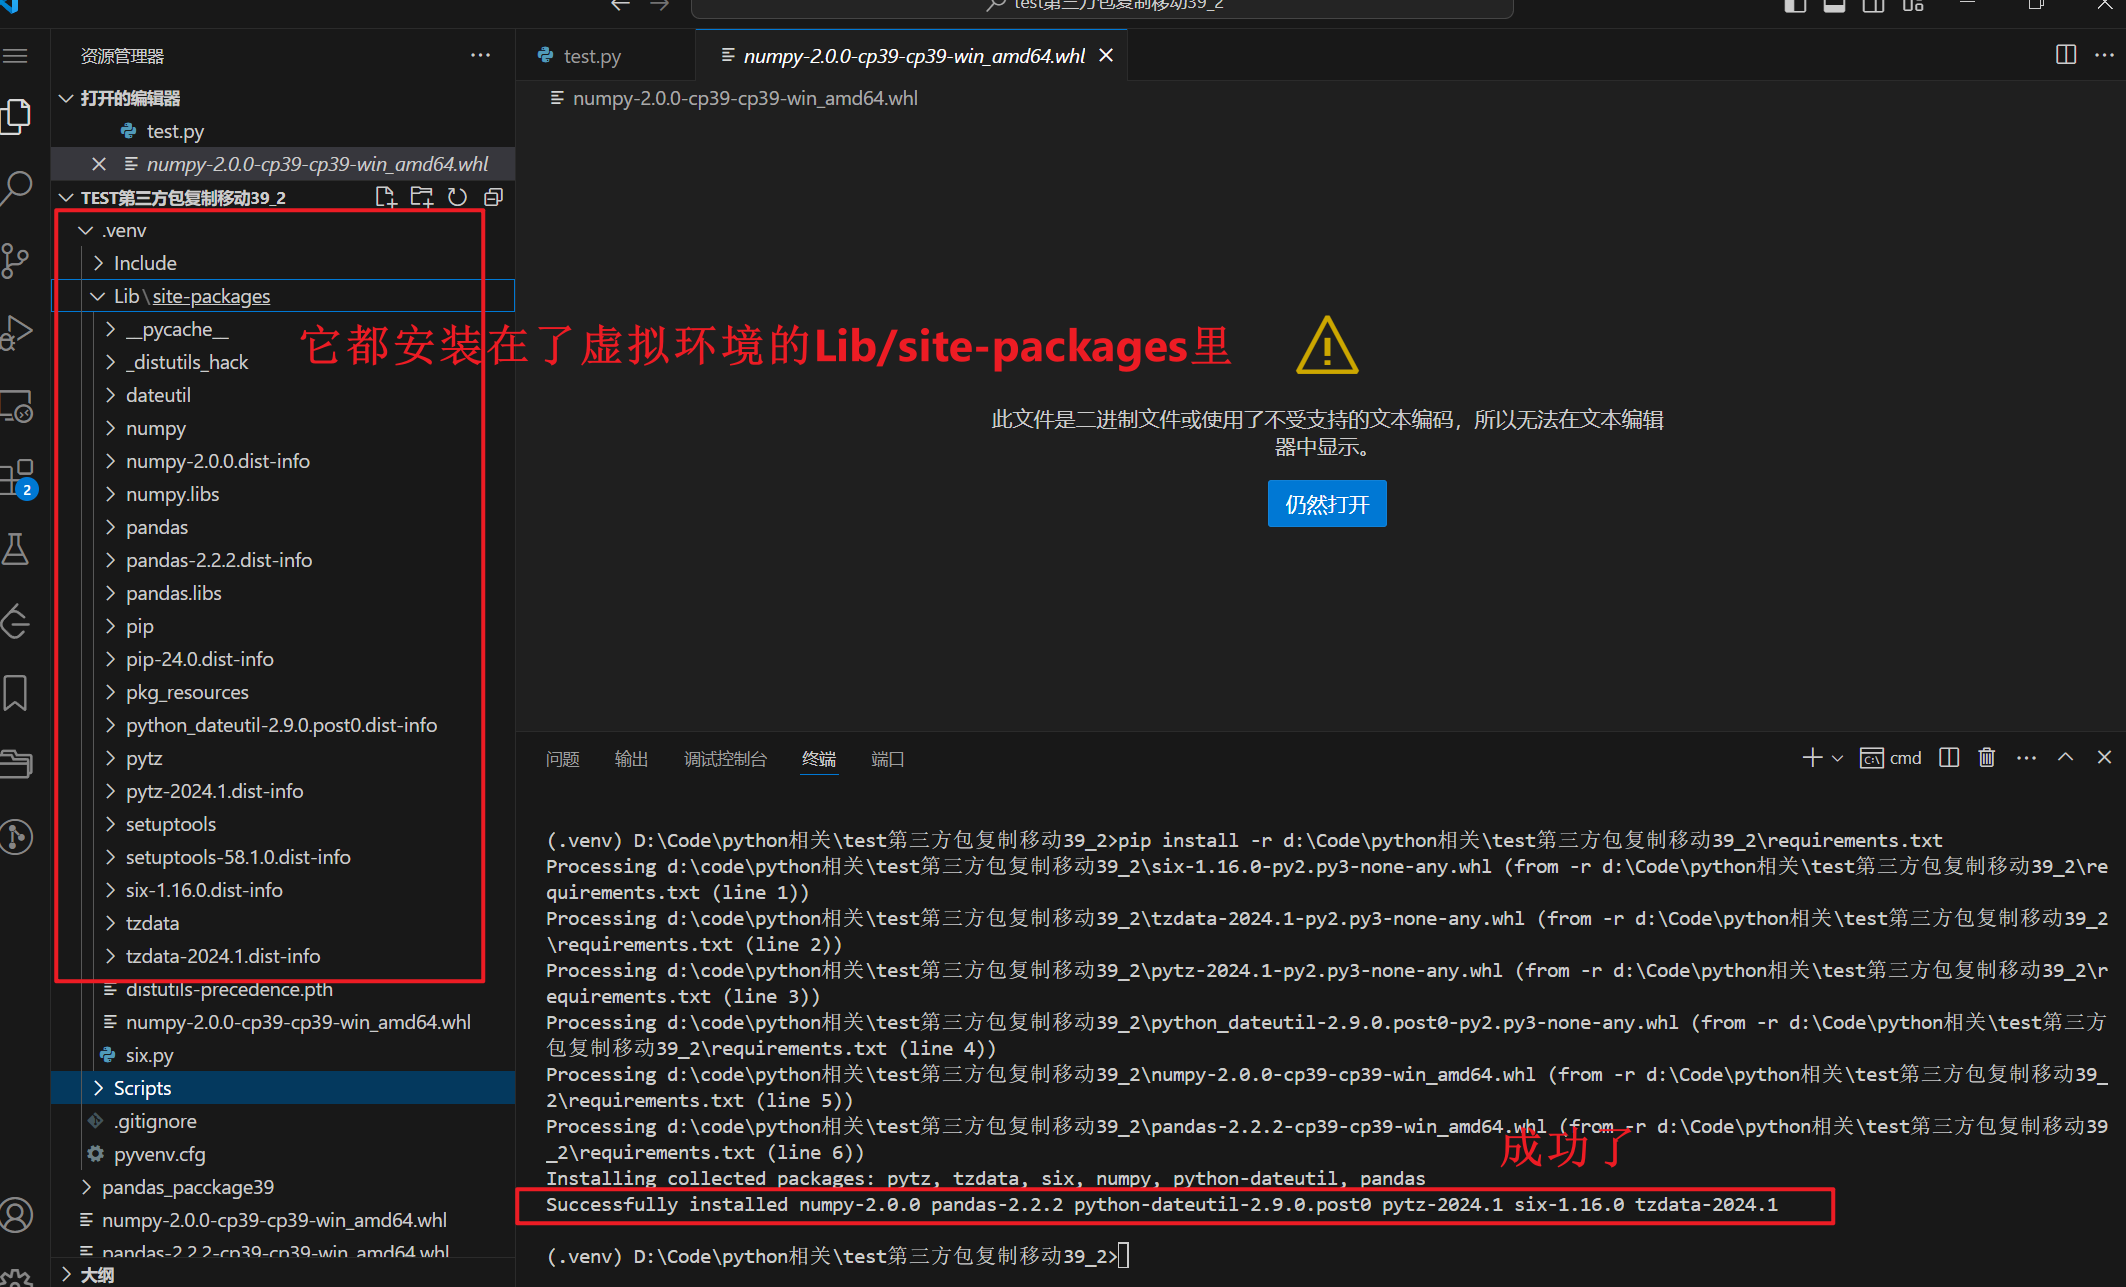 test第三方包复制移动39_2
资源管理器
打开的编辑器
test.py
numpy-2.0.0-cp39-cp39-win_amd64.whl
TEST第三方包复制移动39_2
.venv
Include
Lib\site-packages
__pycache__
_distutils_hack
dateutil
numpy
numpy-2.0.0.dist-info
numpy.libs
pandas
pandas-2.2.2.dist-info
pandas.libs
pip
pip-24.0.dist-info
pkg_resources
python_dateutil-2.9.0.post0.dist-info
pytz
pytz-2024.1.dist-info
setuptools
setuptools-58.1.0.dist-info
six-1.16.0.dist-info
tzdata
tzdata-2024.1.dist-info
distutils-precedence.pth
numpy-2.0.0-cp39-cp39-win_amd64.whl
six.py
Scripts
.gitignore
pyvenv.cfg
pandas_pacckage39
numpy-2.0.0-cp39-cp39-win_amd64.whl
pandas-2.2.2-cp39-cp39-win_amd64.whl
大纲
2
test.py
numpy-2.0.0-cp39-cp39-win_amd64.whl
numpy-2.0.0-cp39-cp39-win_amd64.whl
它都安装在了虚拟环境的Lib/site-packages里
此文件是二进制文件或使用了不受支持的文本编码，所以无法在文本编辑
器中显示。
仍然打开
问题 输出 调试控制台 终端 端口
cmd
(.venv) D:\Code\python相关\test第三方包复制移动39_2>pip install -r d:\Code\python相关\test第三方包复制移动39_2\requirements.txt
Processing d:\code\python相关\test第三方包复制移动39_2\six-1.16.0-py2.py3-none-any.whl (from -r d:\Code\python相关\test第三方包复制移动39_2\re
quirements.txt (line 1))
Processing d:\code\python相关\test第三方包复制移动39_2\tzdata-2024.1-py2.py3-none-any.whl (from -r d:\Code\python相关\test第三方包复制移动39_2
\requirements.txt (line 2))
Processing d:\code\python相关\test第三方包复制移动39_2\pytz-2024.1-py2.py3-none-any.whl (from -r d:\Code\python相关\test第三方包复制移动39_2\r
equirements.txt (line 3))
Processing d:\code\python相关\test第三方包复制移动39_2\python_dateutil-2.9.0.post0-py2.py3-none-any.whl (from -r d:\Code\python相关\test第三方
包复制移动39_2\requirements.txt (line 4))
Processing d:\code\python相关\test第三方包复制移动39_2\numpy-2.0.0-cp39-cp39-win_amd64.whl (from -r d:\Code\python相关\test第三方包复制移动39_
2\requirements.txt (line 5))
Processing d:\code\python相关\test第三方包复制移动39_2\pandas-2.2.2-cp39-cp39-win_amd64.whl (from -r d:\Code\python相关\test第三方包复制移动39
_2\requirements.txt (line 6))
成功了
Installing collected packages: pytz, tzdata, six, numpy, python-dateutil, pandas
Successfully installed numpy-2.0.0 pandas-2.2.2 python-dateutil-2.9.0.post0 pytz-2024.1 six-1.16.0 tzdata-2024.1
(.venv) D:\Code\python相关\test第三方包复制移动39_2>